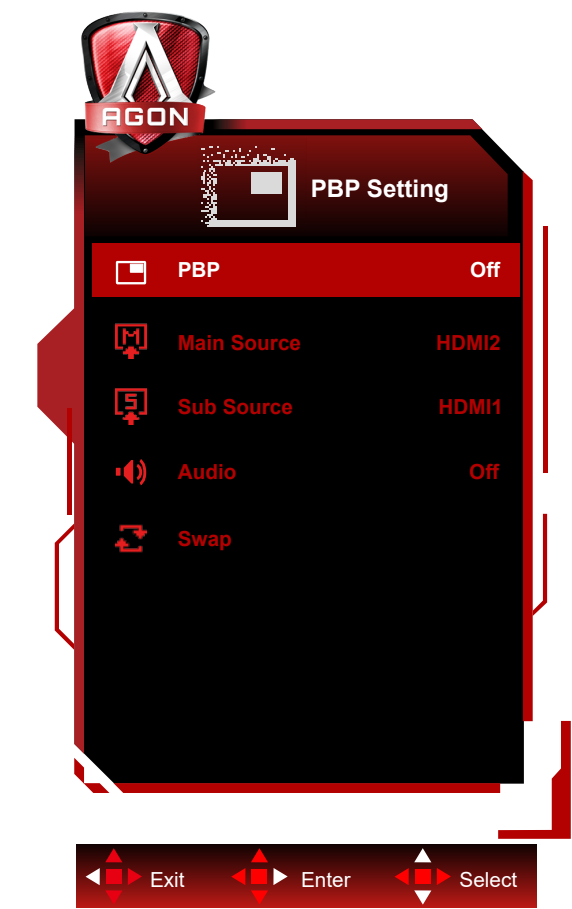 AGON
PBP Setting
PBP Off
Main Source HDMI2
Sub Source HDMI1
Audio Off
Swap
Exit Enter Select